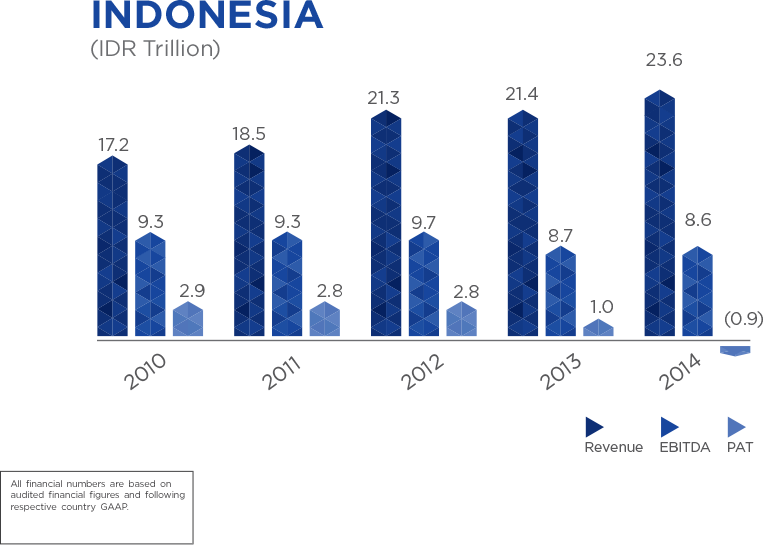 INDONESIA
(IDR Trillion)
17.2
9.3
2.9
18.5
9.3
2.8
21.3
9.7
2.8
21.4
8.7
1.0
23.6
8.6
(0.9)
2010
2011
2012
2013
2014
Revenue
EBITDA
PAT
All financial numbers are based on
audited financial figures and following
respective country GAAP.